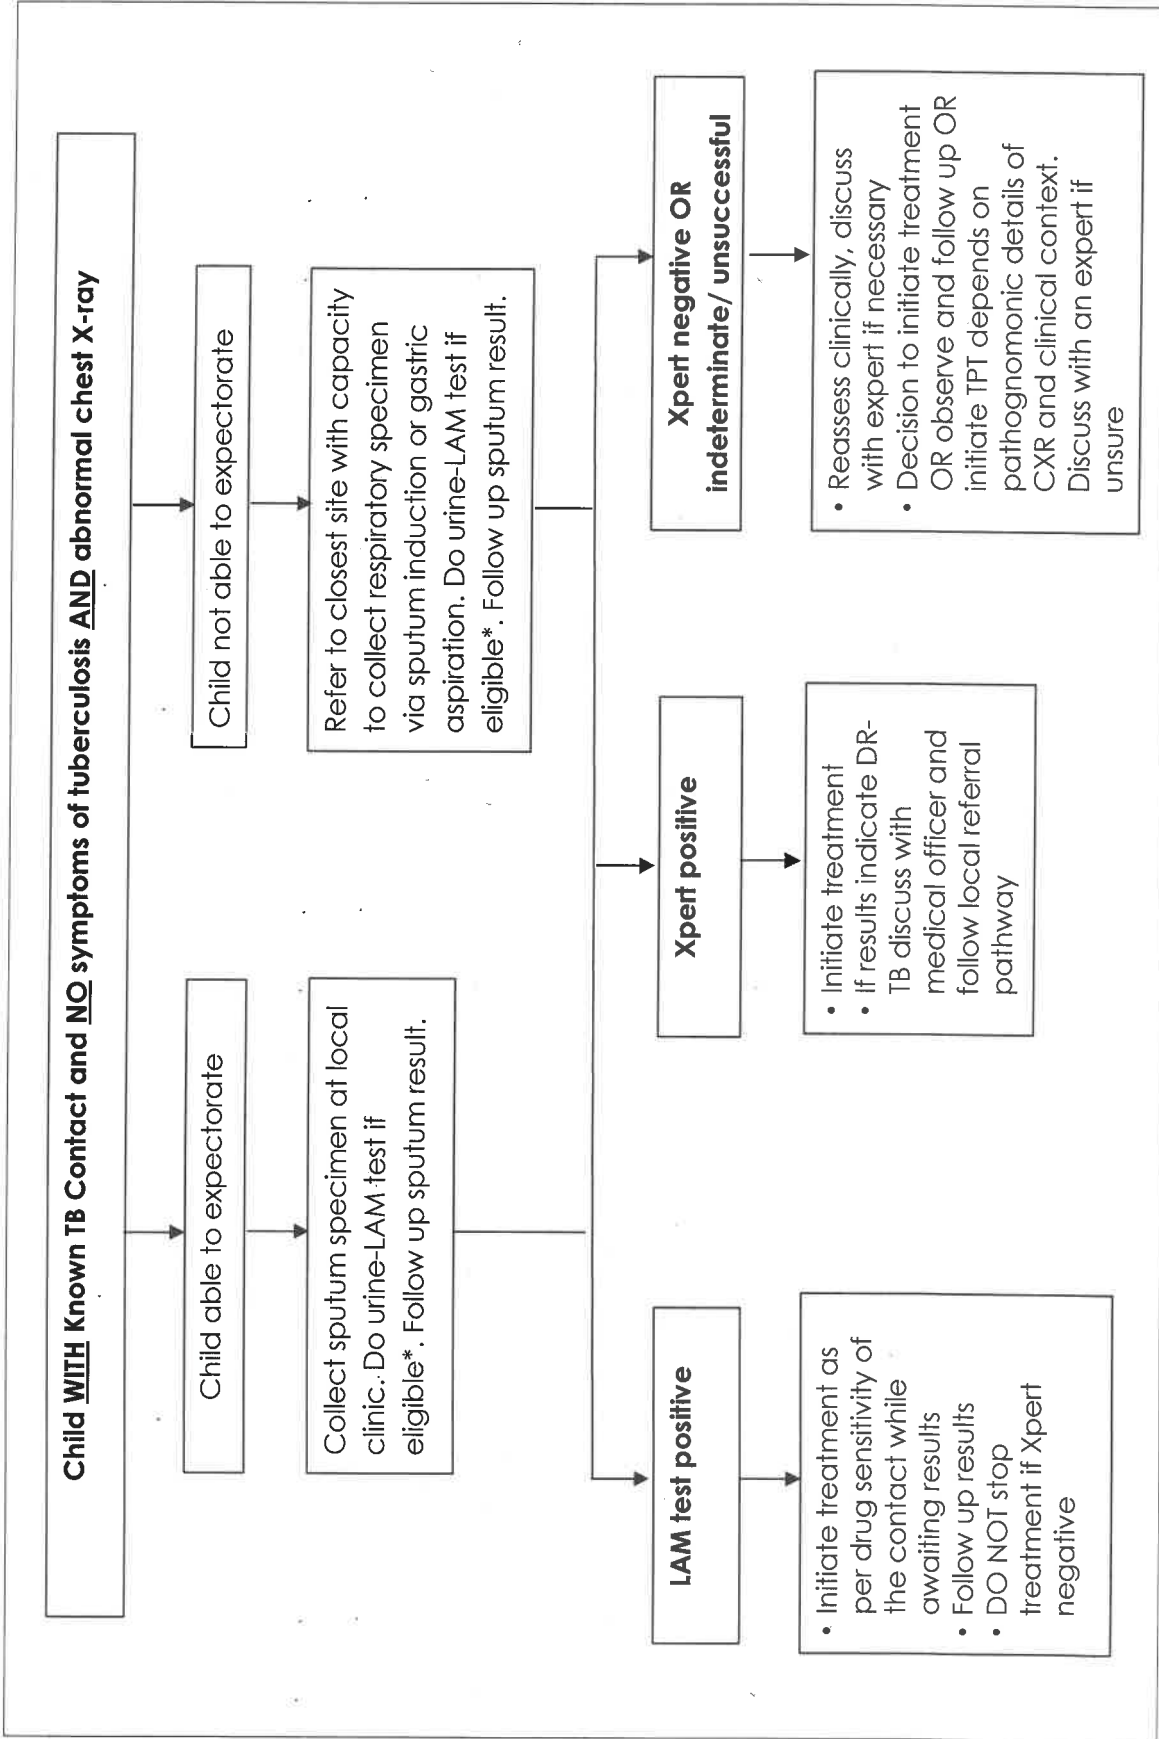 Child WITH Known TB Contact and NO symptoms of tuberculosis AND abnormal chest X-ray
Child able to expectorate
Collect sputum specimen at local
clinic. Do urine-LAM test if
eligible*. Follow up sputum result.
Child not able to expectorate
Refer to closest site with capacity
to collect respiratory specimen
via sputum induction or gastric
aspiration. Do urine-LAM test if
eligible*. Follow up sputum result.
LAM test positive
• Initiate treatment as
per drug sensitivity of
the contact while
awaiting results
• Follow up results
• DO NOT stop
treatment if Xpert
negative
Xpert positive
• Initiate treatment
• If results indicate DR-
TB discuss with
medical officer and
follow local referral
pathway
Xpert negative OR
indeterminate/ unsuccessful
• Reassess clinically, discuss
with expert if necessary
• Decision to initiate treatment
OR observe and follow up OR
initiate TPT depends on
pathognomonic details of
CXR and clinical context.
Discuss with an expert if
unsure